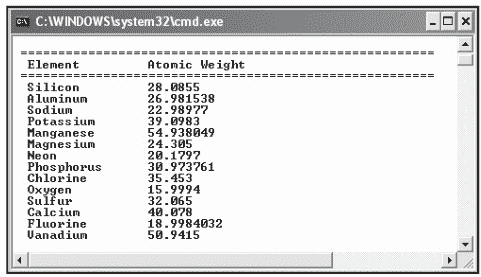 C:\WINDOWS\system32\cmd.exe
=====================================================
Element Atomic Weight
=====================================================
Silicon 28.0855
Aluminum 26.981538
Sodium 22.98977
Potassium 39.0983
Manganese 54.938049
Magnesium 24.305
Neon 20.1797
Phosphorus 30.973761
Chlorine 35.453
Oxygen 15.9994
Sulfur 32.065
Calcium 40.078
Fluorine 18.9984032
Vanadium 50.9415